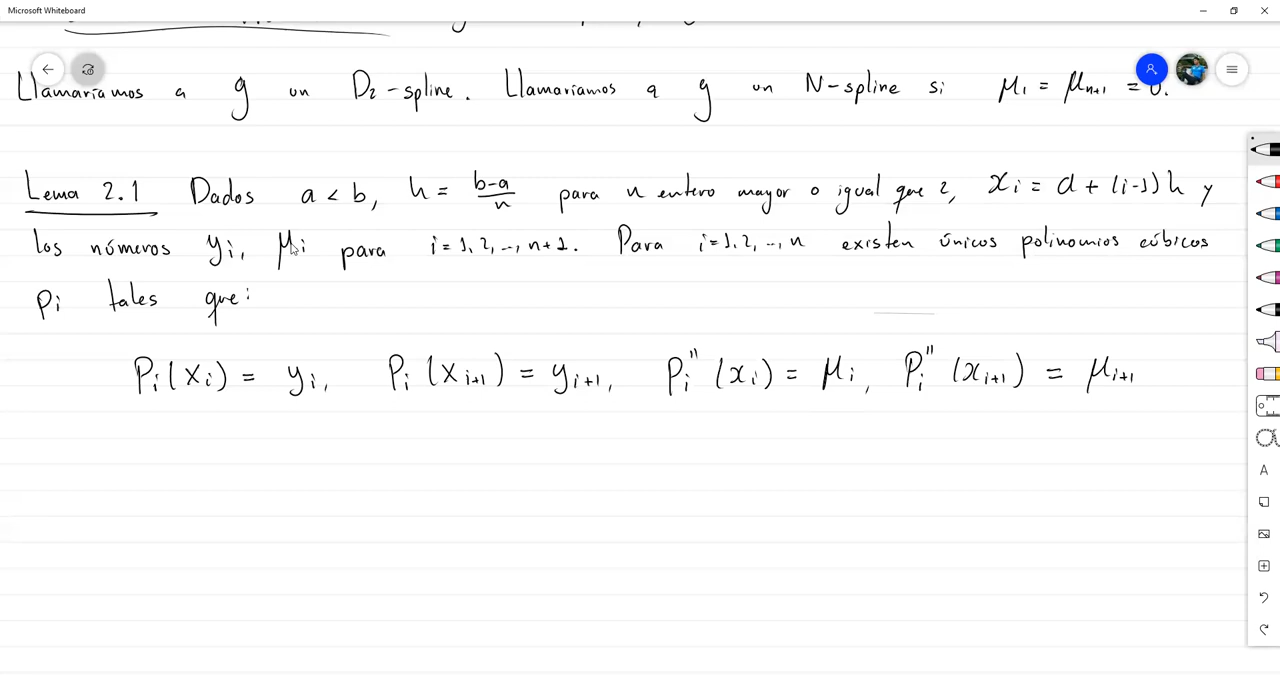 Microsoft Whiteboard
Llamaríamos a g un D₂-spline. Llamaríamos a g un N-spline si μ₁ = μₙ₊₁ = 0.
Lema 2.1 Dados a < b, h = (b-a)/n para n entero mayor o igual que 2, xᵢ = a + (i-1)h y
los números yᵢ, μᵢ para i = 1, 2, ..., n+1. Para i = 1, 2, ..., n existen únicos polinomios cúbicos
pᵢ tales que:
Pᵢ(xᵢ) = yᵢ, Pᵢ(xᵢ₊₁) = yᵢ₊₁, Pᵢ''(xᵢ) = μᵢ, Pᵢ''(xᵢ₊₁) = μᵢ₊₁
A